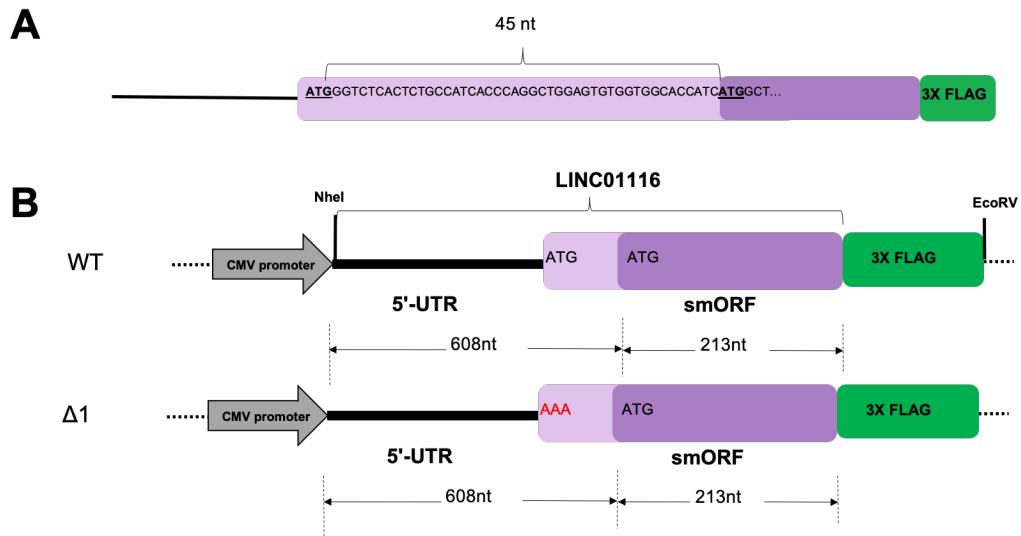 A
45 nt
ATGGGTCTCACTCTGCCATCACCCAGGCTGGAGTGTGGTGGCACCATCATGGCT...
3X FLAG
B
LINC01116
NheI
EcoRV
WT
CMV promoter
ATG
ATG
3X FLAG
5'-UTR
smORF
608nt
213nt
Δ1
CMV promoter
AAA
ATG
3X FLAG
5'-UTR
smORF
608nt
213nt